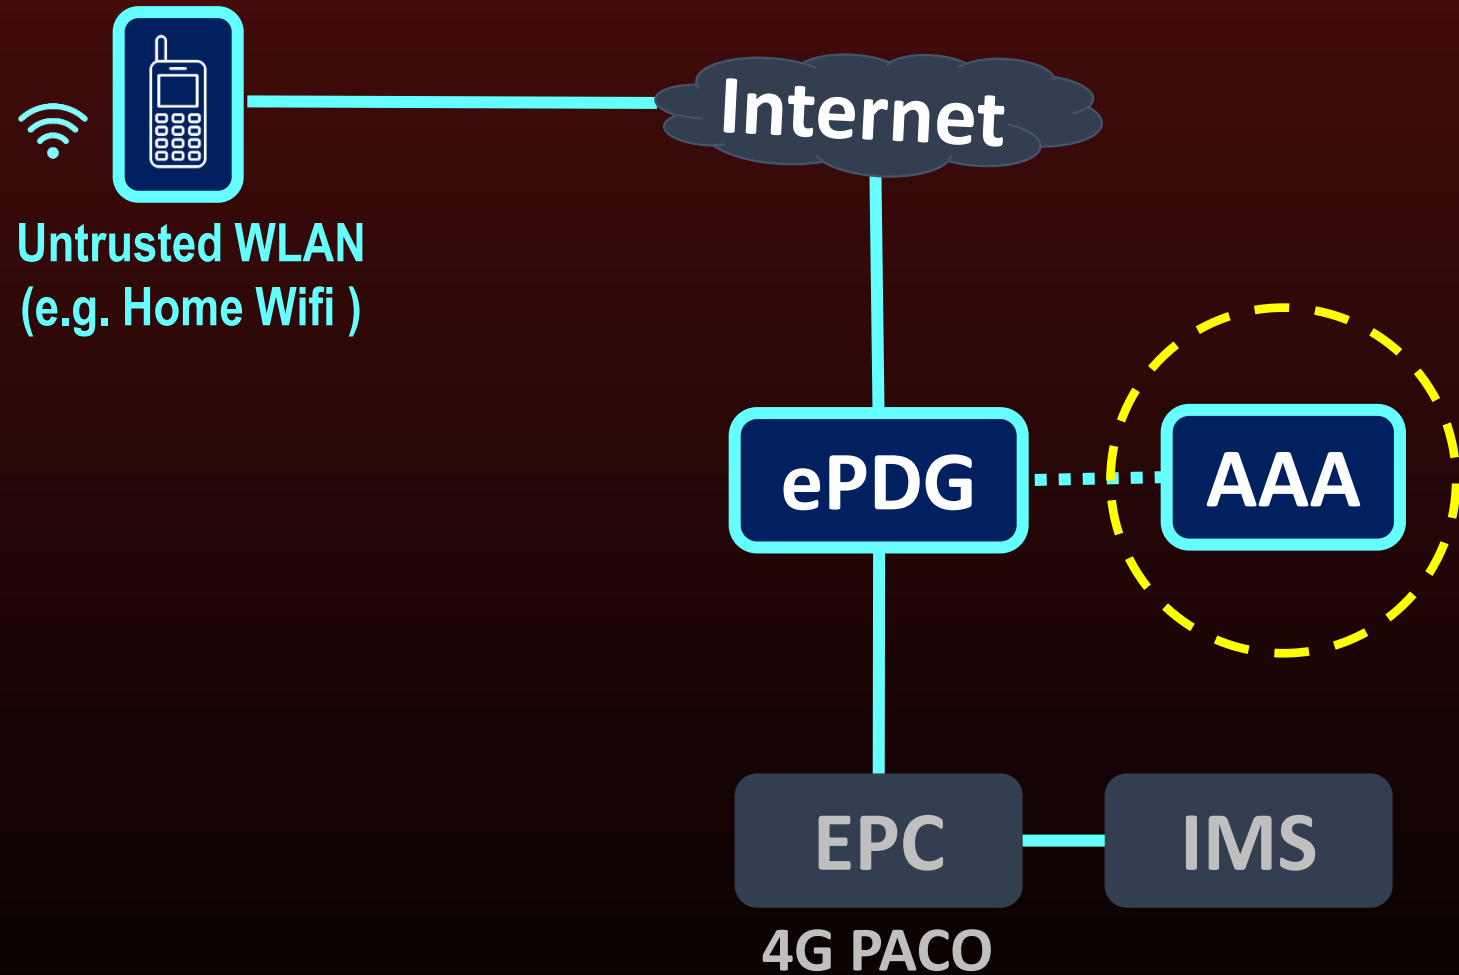 Internet
Untrusted WLAN
(e.g. Home Wifi )
ePDG
AAA
EPC
IMS
4G PACO